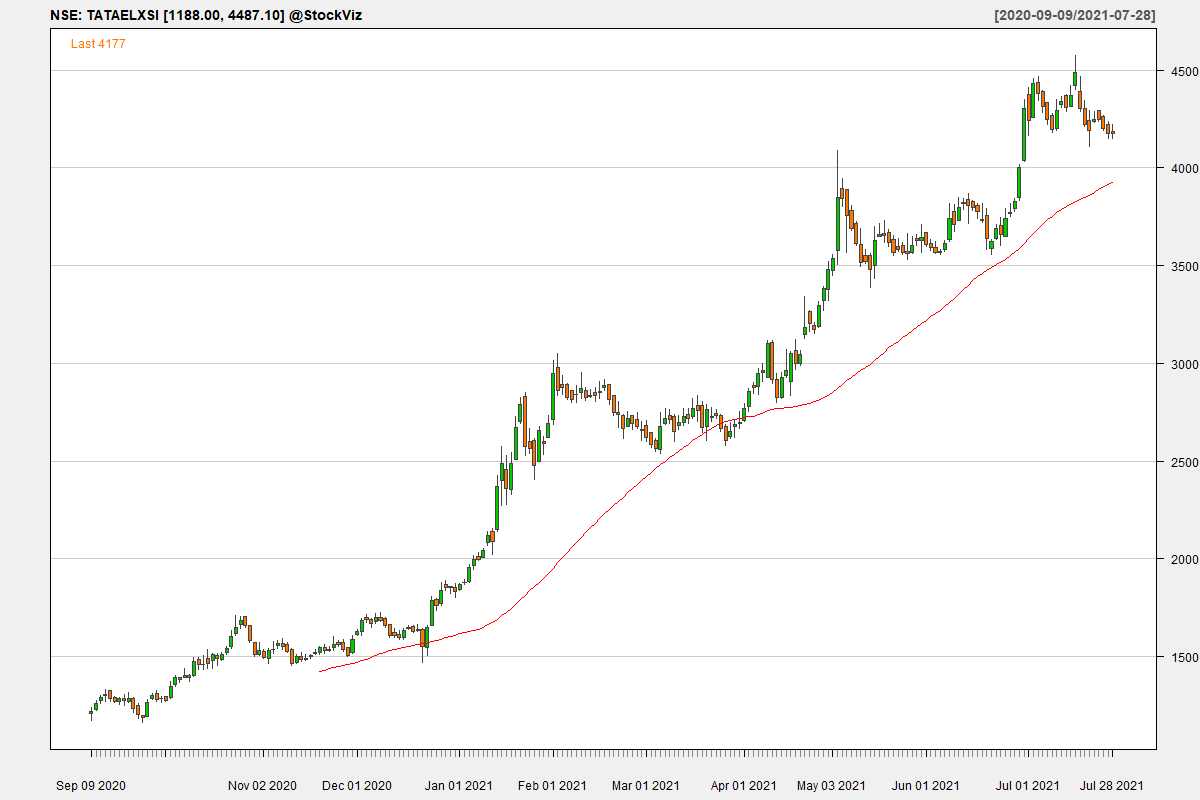 NSE: TATAELXSI [1188.00, 4487.10] @StockViz [2020-09-09/2021-07-28]
Last 4177
4500
4000
3500
3000
2500
2000
1500
Sep 09 2020 Nov 02 2020 Dec 01 2020 Jan 01 2021 Feb 01 2021 Mar 01 2021 Apr 01 2021 May 03 2021 Jun 01 2021 Jul 01 2021 Jul 28 2021